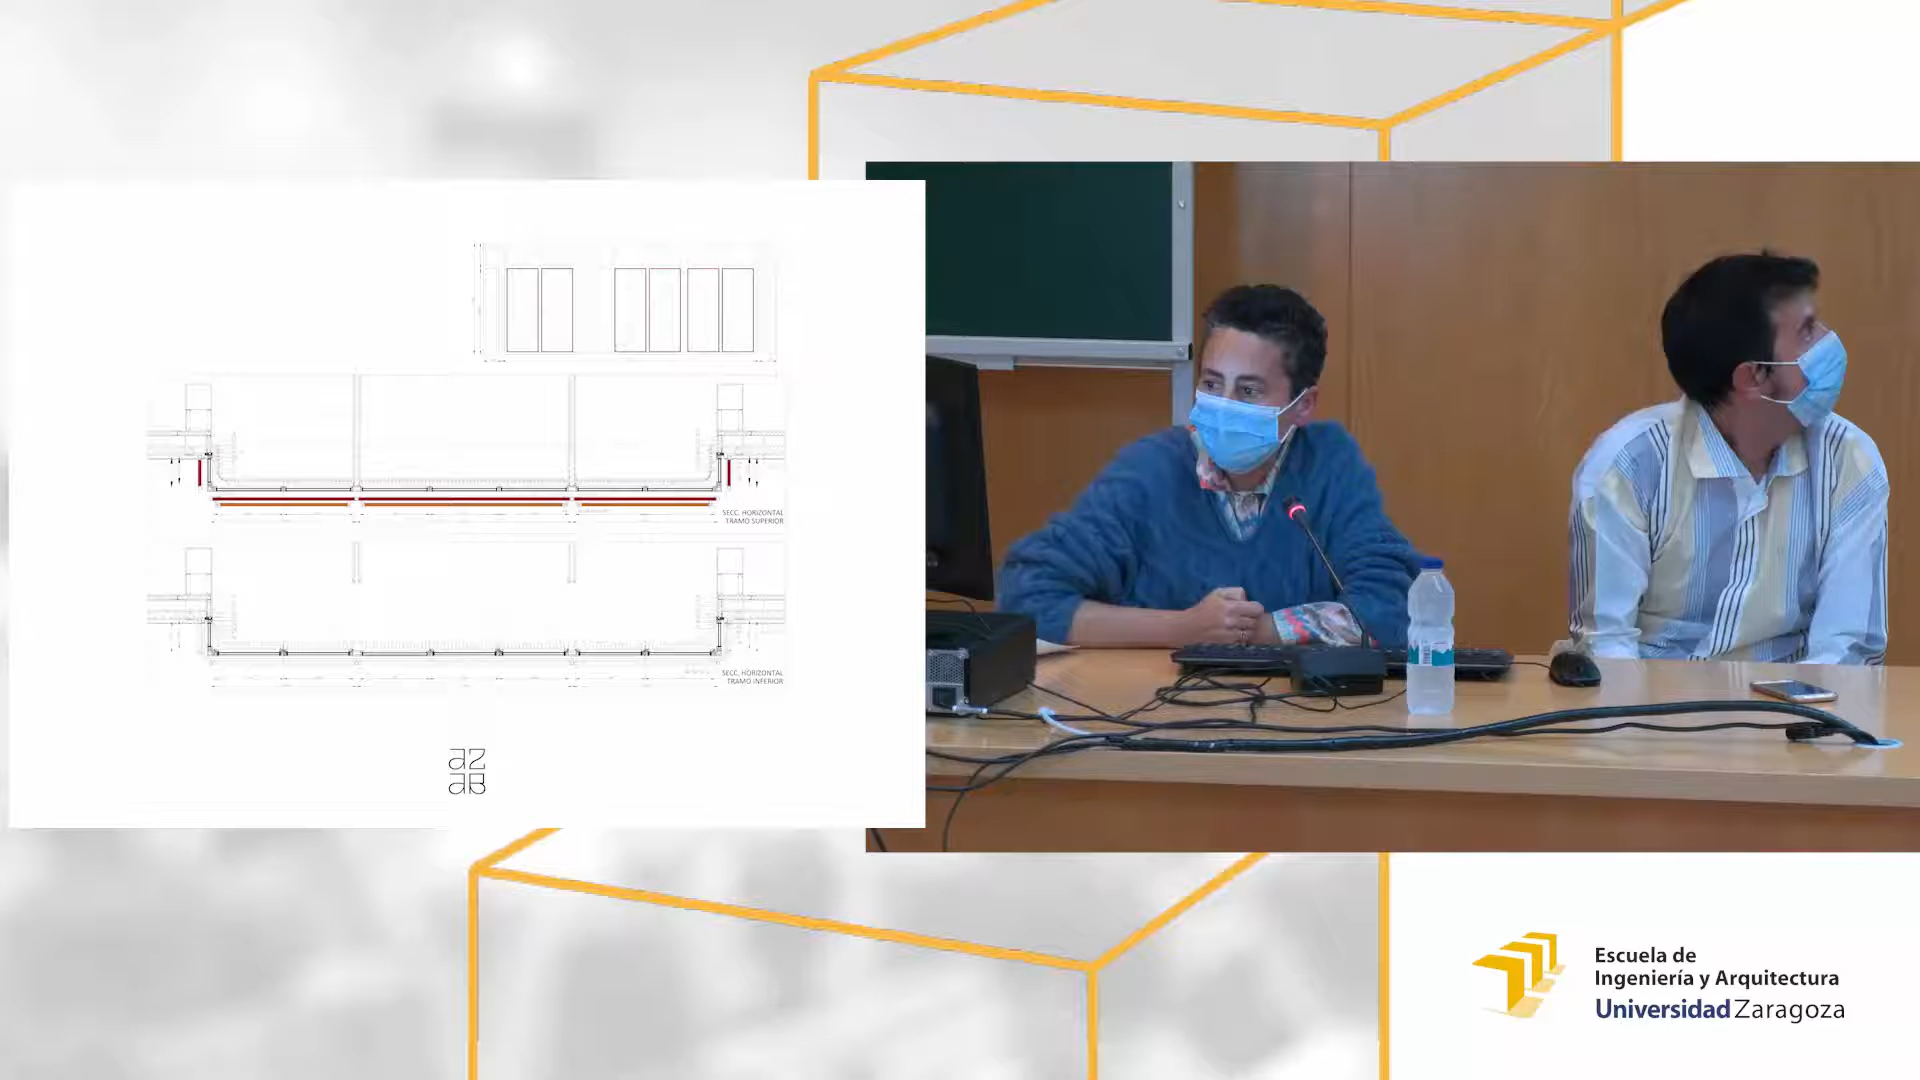 SECC. HORIZONTAL
TRAMO SUPERIOR
SECC. HORIZONTAL
TRAMO INFERIOR
az
aB
Escuela de
Ingeniería y Arquitectura
Universidad Zaragoza